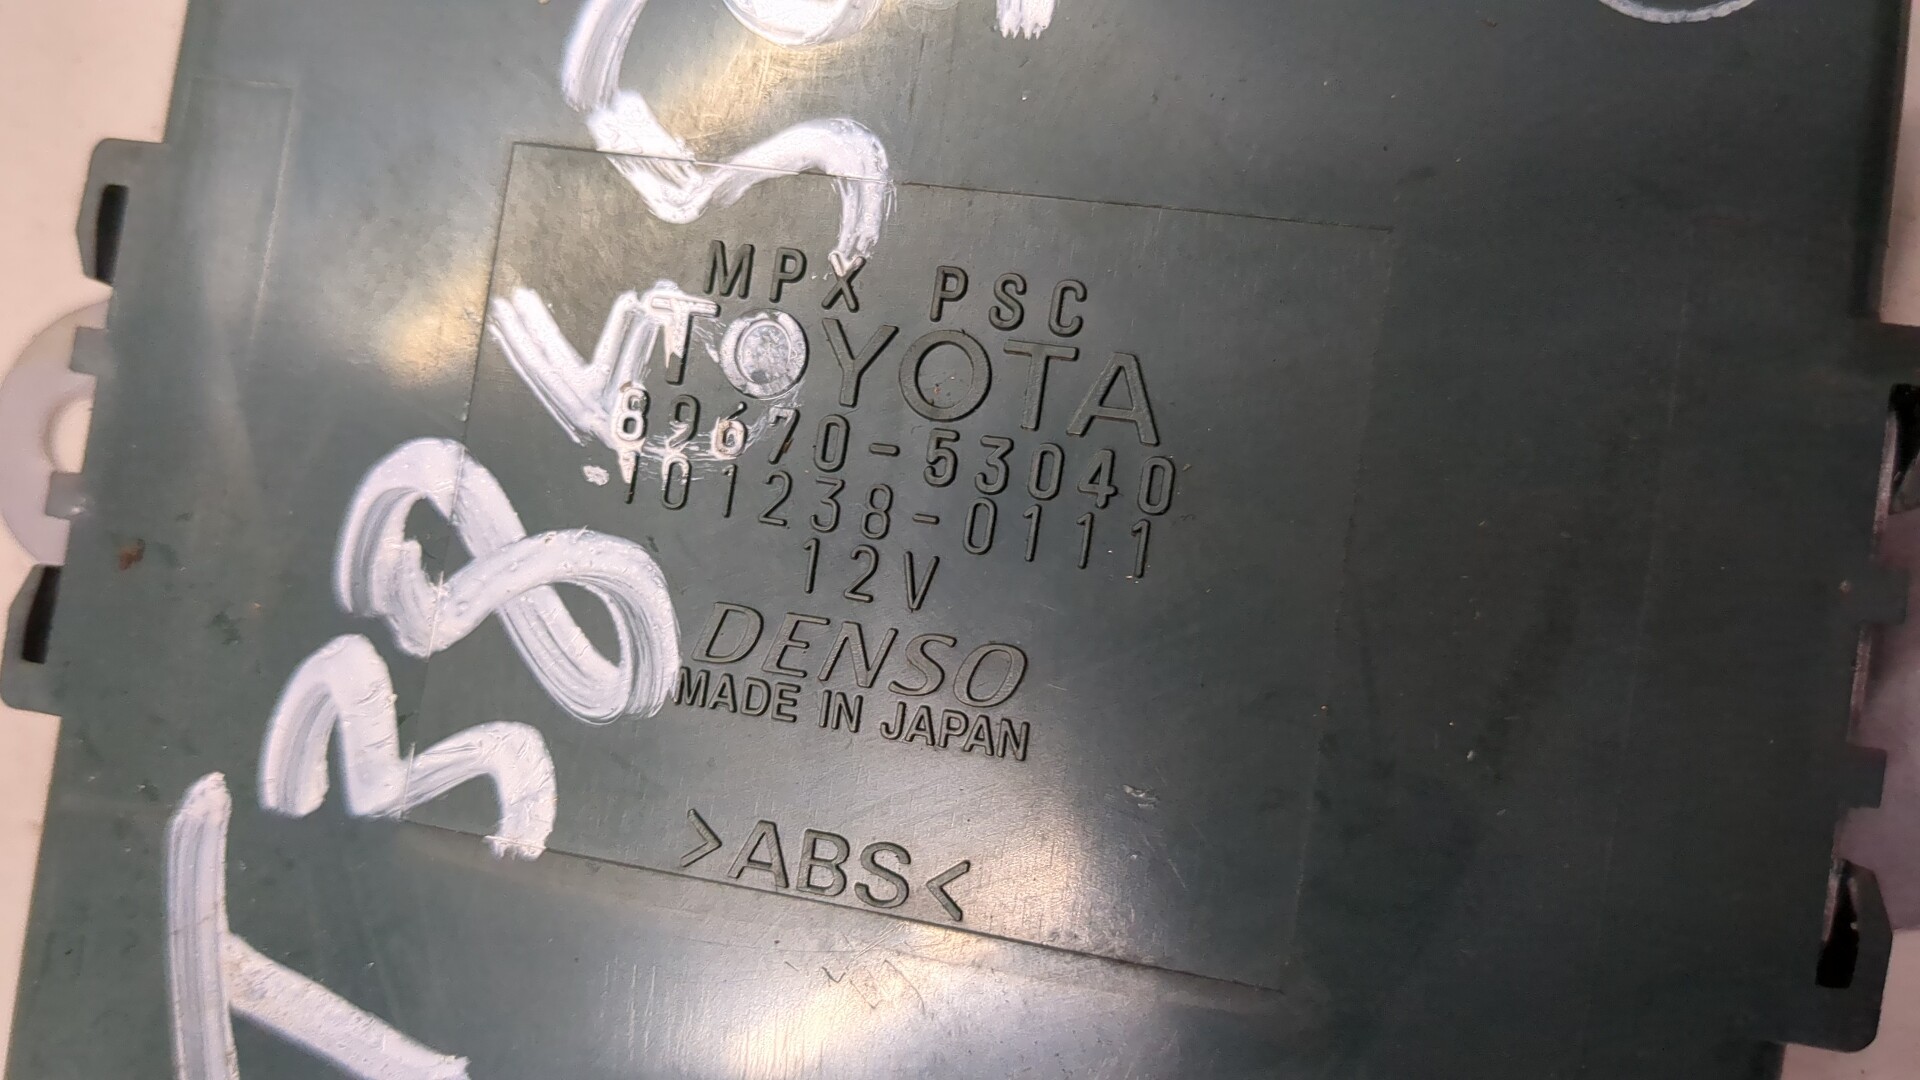 MPX PSC
TOYOTA
89670-53040
101238-0111
12V
DENSO
MADE IN JAPAN
>ABS<